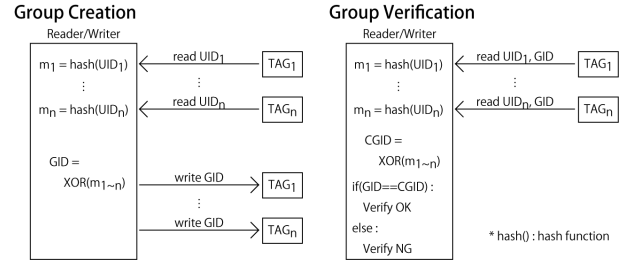 Group Creation
Reader/Writer
m1 = hash(UID1)
⋮
mn = hash(UIDn)
GID =
XOR(m1~n)
read UID1
⋮
read UIDn
write GID
⋮
write GID
TAG1
TAGn
TAG1
TAGn
Group Verification
Reader/Writer
m1 = hash(UID1)
⋮
mn = hash(UIDn)
CGID =
XOR(m1~n)
if(GID==CGID) :
Verify OK
else :
Verify NG
read UID1, GID
⋮
read UIDn, GID
TAG1
TAGn
* hash() : hash function